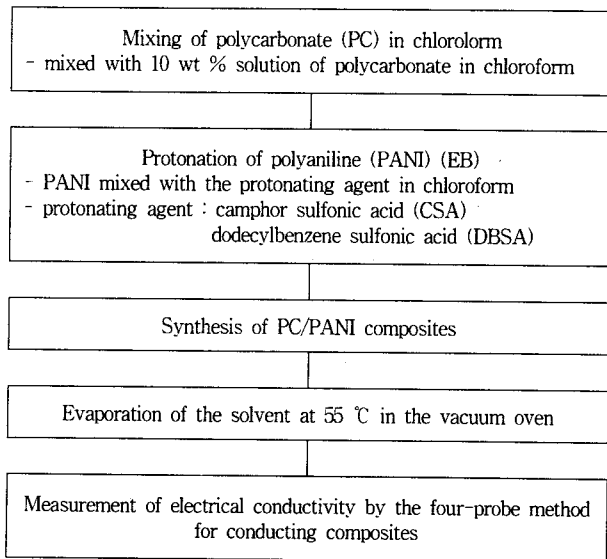 Mixing of polycarbonate (PC) in chlorolorm
- mixed with 10 wt % solution of polycarbonate in chloroform
Protonation of polyaniline (PANI) (EB)
- PANI mixed with the protonating agent in chloroform
- protonating agent : camphor sulfonic acid (CSA)
dodecylbenzene sulfonic acid (DBSA)
Synthesis of PC/PANI composites
Evaporation of the solvent at 55 ℃ in the vacuum oven
Measurement of electrical conductivity by the four-probe method
for conducting composites